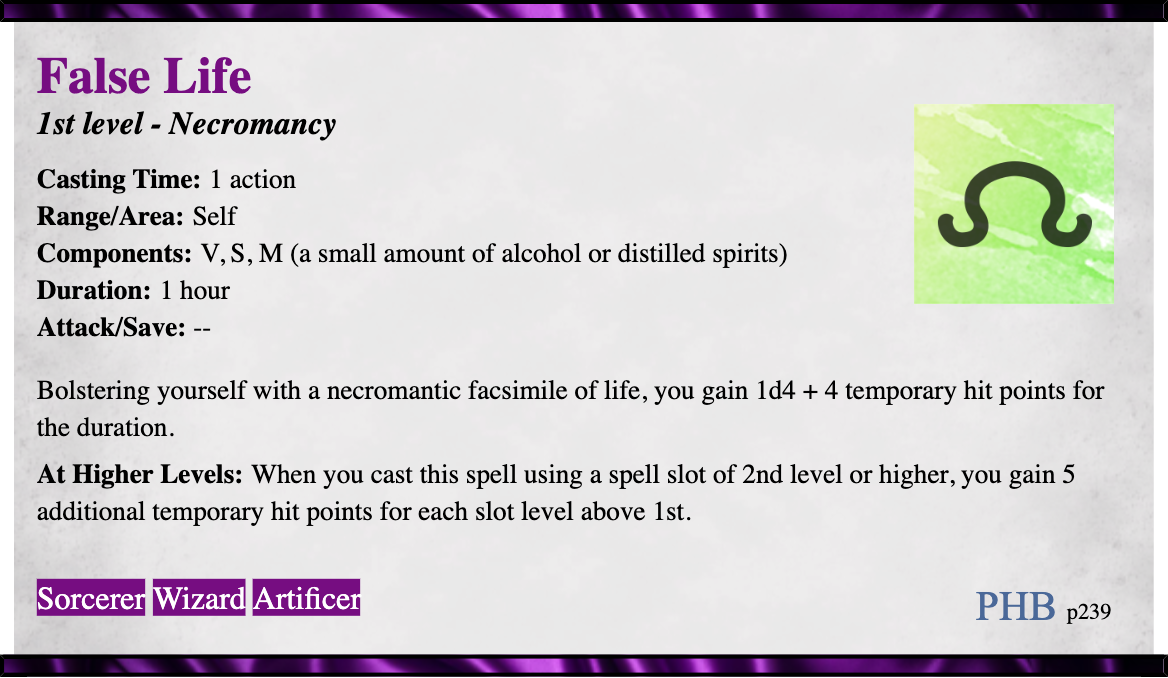 False Life
1st level - Necromancy
Casting Time: 1 action
Range/Area: Self
Components: V, S, M (a small amount of alcohol or distilled spirits)
Duration: 1 hour
Attack/Save: --
Bolstering yourself with a necromantic facsimile of life, you gain 1d4 + 4 temporary hit points for
the duration.
At Higher Levels: When you cast this spell using a spell slot of 2nd level or higher, you gain 5
additional temporary hit points for each slot level above 1st.
Sorcerer Wizard Artificer
PHB p239